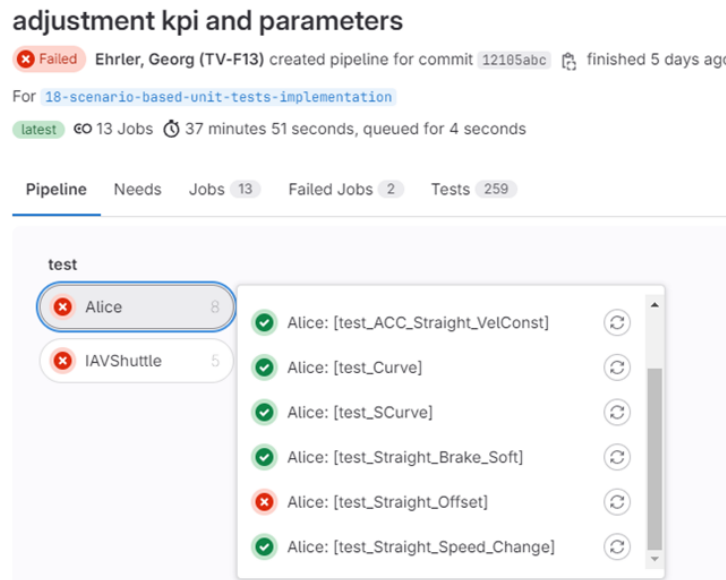 adjustment kpi and parameters
Failed Ehrler, Georg (TV-F13) created pipeline for commit 12105abc finished 5 days ago
For 18-scenario-based-unit-tests-implementation
latest 13 Jobs 37 minutes 51 seconds, queued for 4 seconds
Pipeline Needs Jobs 13 Failed Jobs 2 Tests 259
test
Alice 8
IAVShuttle 5
Alice: [test_ACC_Straight_VelConst]
Alice: [test_Curve]
Alice: [test_SCurve]
Alice: [test_Straight_Brake_Soft]
Alice: [test_Straight_Offset]
Alice: [test_Straight_Speed_Change]